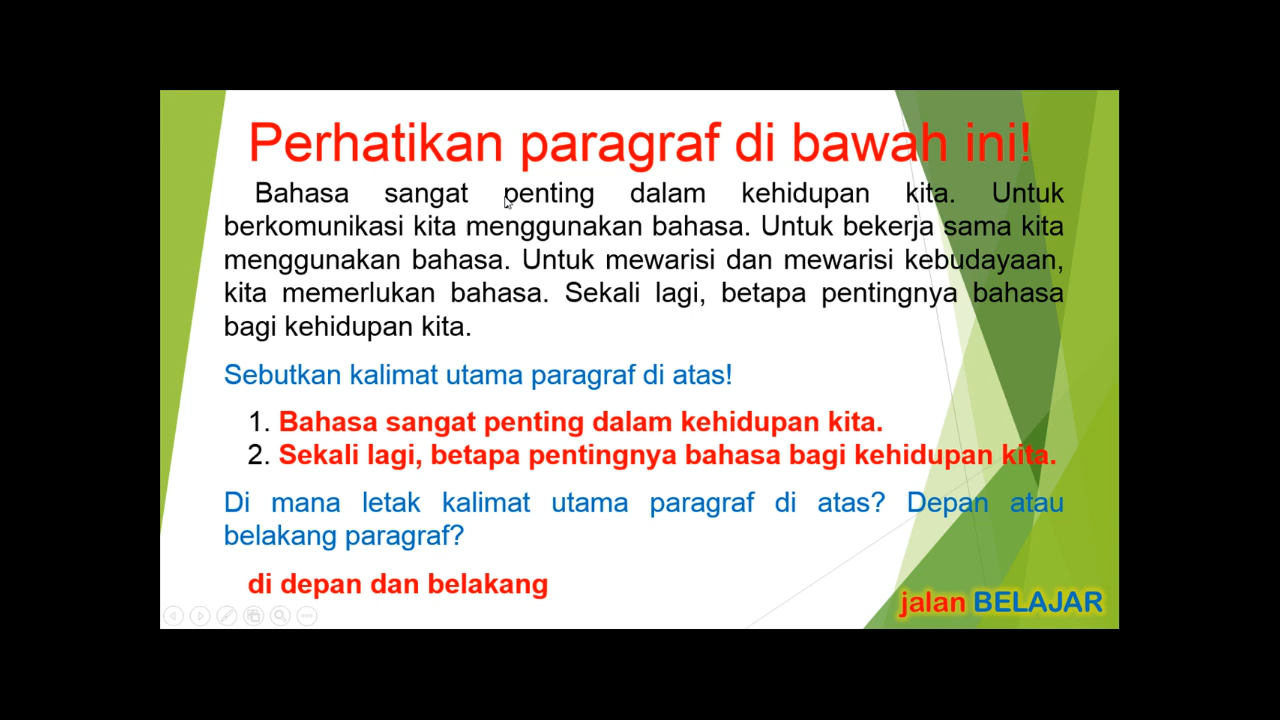 Perhatikan paragraf di bawah ini!
Bahasa sangat penting dalam kehidupan kita. Untuk
berkomunikasi kita menggunakan bahasa. Untuk bekerja sama kita
menggunakan bahasa. Untuk mewarisi dan mewarisi kebudayaan,
kita memerlukan bahasa. Sekali lagi, betapa pentingnya bahasa
bagi kehidupan kita.
Sebutkan kalimat utama paragraf di atas!
1. Bahasa sangat penting dalam kehidupan kita.
2. Sekali lagi, betapa pentingnya bahasa bagi kehidupan kita.
Di mana letak kalimat utama paragraf di atas? Depan atau
belakang paragraf?
di depan dan belakang
jalan BELAJAR